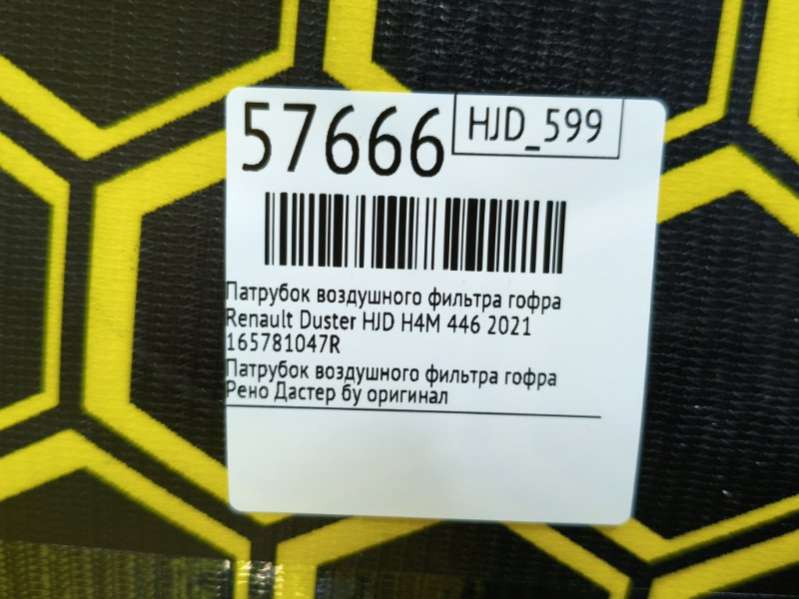 57666
HJD_599
Патрубок воздушного фильтра гофра
Renault Duster HJD H4M 446 2021
165781047R
Патрубок воздушного фильтра гофра
Рено Дастер бу оригинал